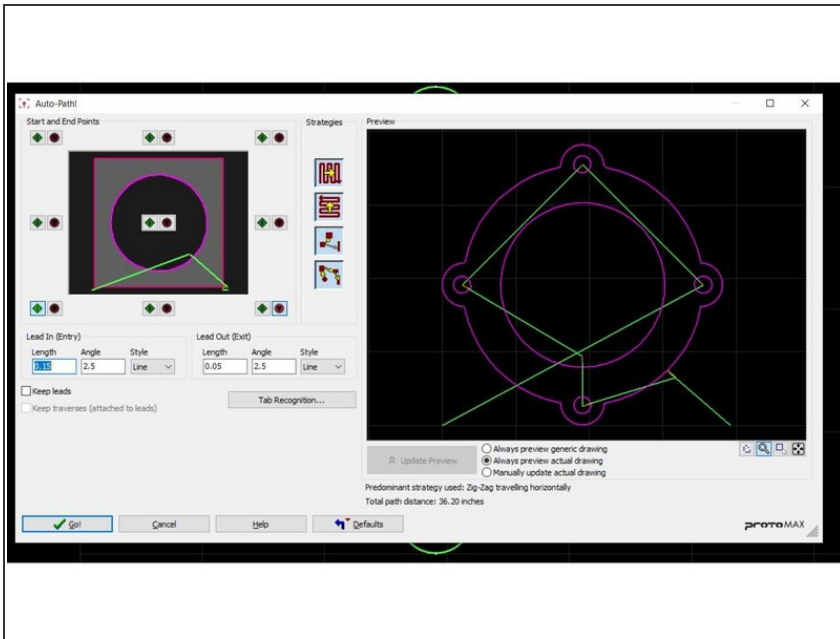 Auto-Path!
Start and End Points
Strategies
Preview
Lead In (Entry)
Length Angle Style
0.15 2.5 Line
Lead Out (Exit)
Length Angle Style
0.05 2.5 Line
Keep leads
Keep traverses (attached to leads)
Tab Recognition...
Update Preview
Always preview generic drawing
Always preview actual drawing
Manually update actual drawing
Predominant strategy used: Zig-Zag travelling horizontally
Total path distance: 36.20 inches
Go! Cancel Help Defaults
PROTOMAX